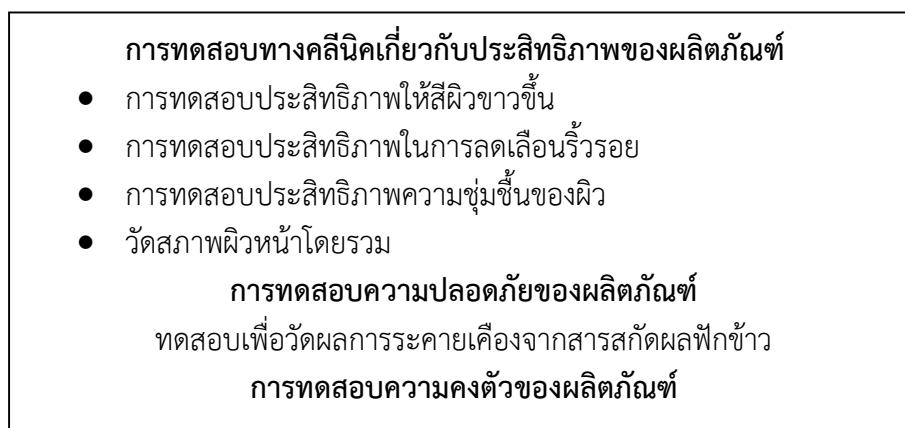 การทดสอบทางคลีนิคเกี่ยวกับประสิทธิภาพของผลิตภัณฑ์
● การทดสอบประสิทธิภาพให้สีผิวขาวขึ้น
● การทดสอบประสิทธิภาพในการลดเลือนริ้วรอย
● การทดสอบประสิทธิภาพความชุ่มชื้นของผิว
● วัดสภาพผิวหน้าโดยรวม
การทดสอบความปลอดภัยของผลิตภัณฑ์
ทดสอบเพื่อวัดผลการระคายเคืองจากสารสกัดผลฟักข้าว
การทดสอบความคงตัวของผลิตภัณฑ์